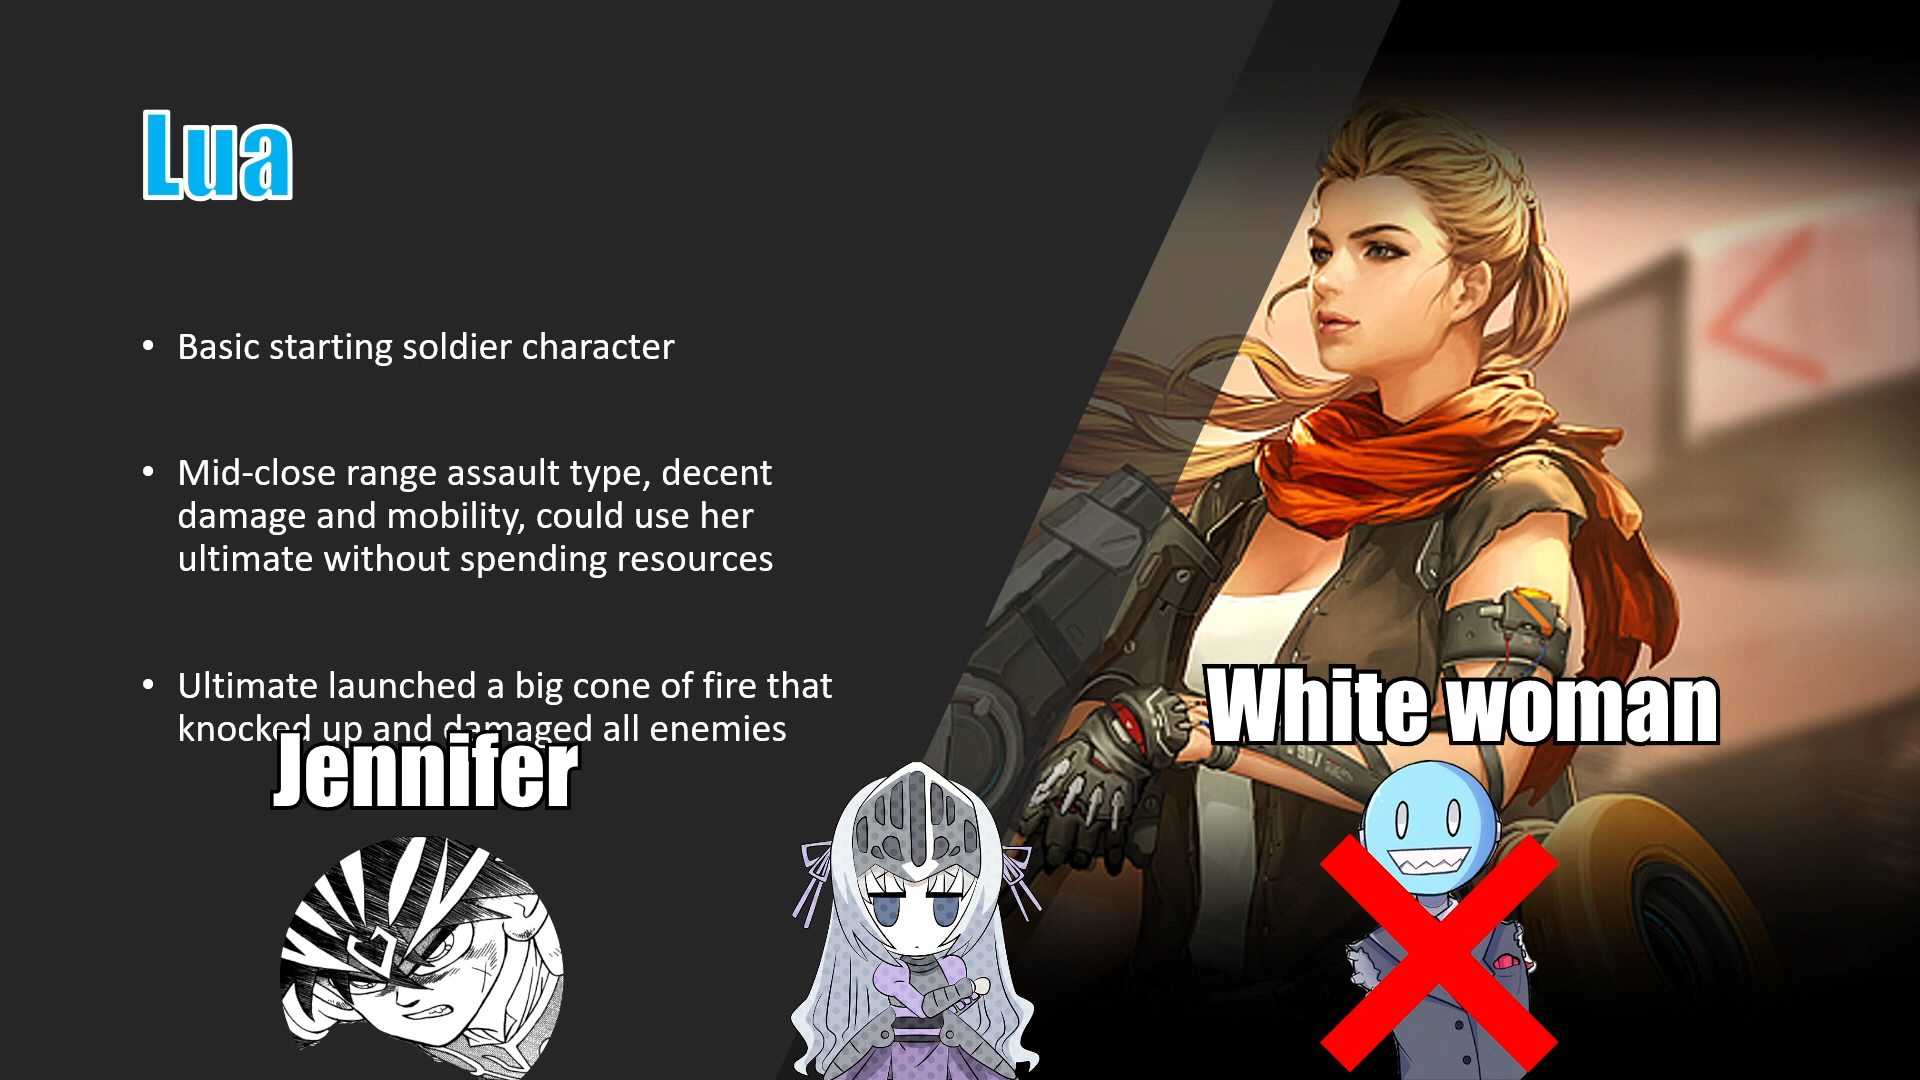 Lua
• Basic starting soldier character
• Mid-close range assault type, decent
damage and mobility, could use her
ultimate without spending resources
• Ultimate launched a big cone of fire that
knocked up and damaged all enemies
Jennifer
White woman